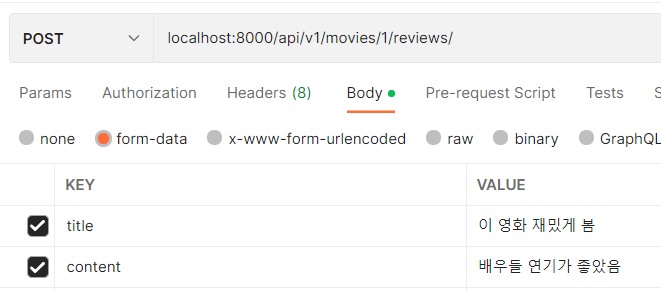 POST localhost:8000/api/v1/movies/1/reviews/
Params Authorization Headers (8) Body Pre-request Script Tests S
none form-data x-www-form-urlencoded raw binary GraphQL
KEY VALUE
title 이 영화 재밌게 봄
content 배우들 연기가 좋았음